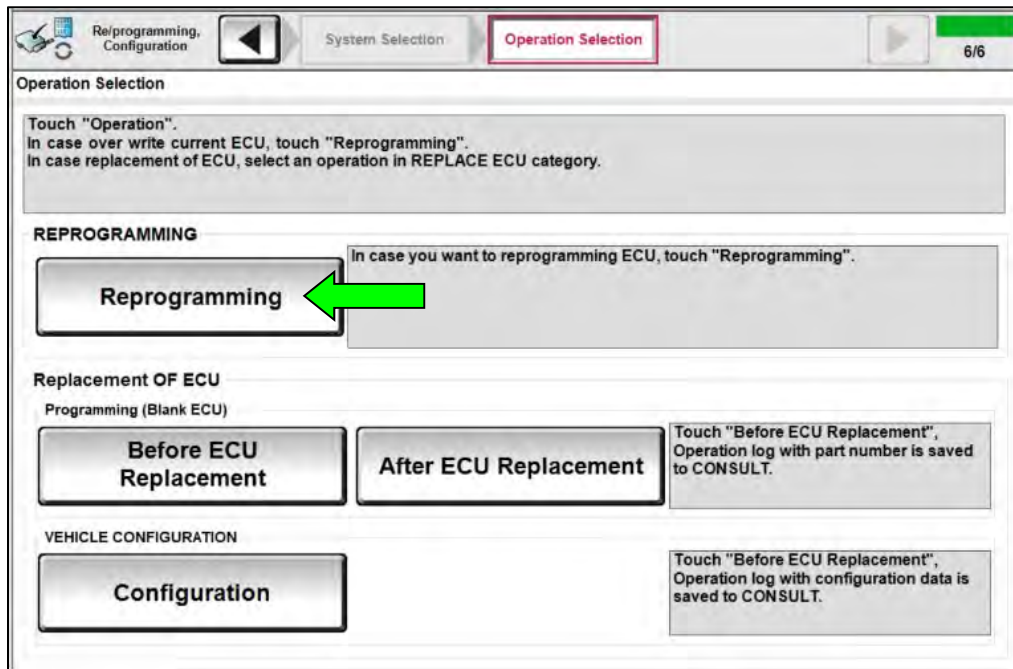 Re/programming,
Configuration
System Selection
Operation Selection
6/6
Operation Selection
Touch "Operation".
In case over write current ECU, touch "Reprogramming".
In case replacement of ECU, select an operation in REPLACE ECU category.
REPROGRAMMING
Reprogramming
In case you want to reprogramming ECU, touch "Reprogramming".
Replacement OF ECU
Programming (Blank ECU)
Before ECU
Replacement
After ECU Replacement
Touch "Before ECU Replacement",
Operation log with part number is saved
to CONSULT.
VEHICLE CONFIGURATION
Configuration
Touch "Before ECU Replacement",
Operation log with configuration data is
saved to CONSULT.